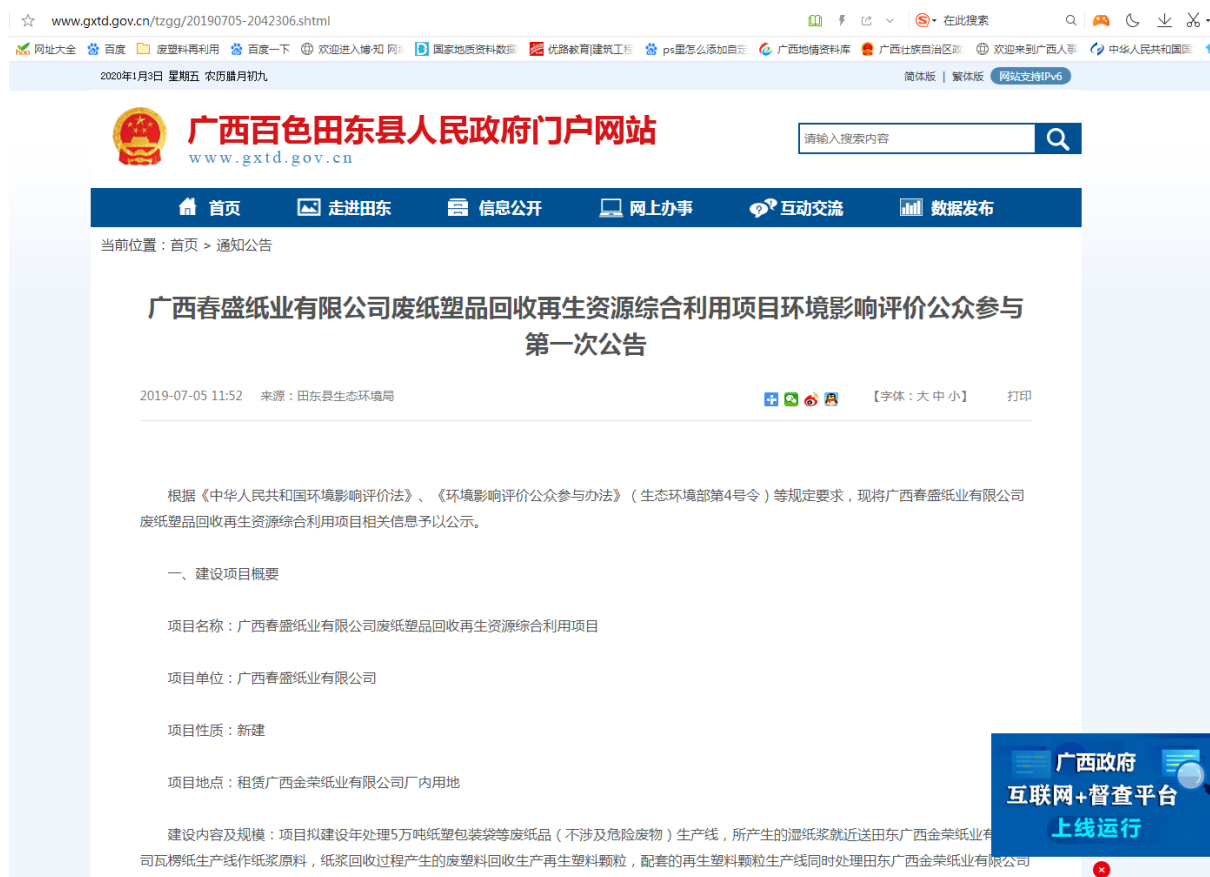 www.gxtd.gov.cn/tzgg/20190705-2042306.shtml
在此搜索
网址大全 百度 废塑料再利用 百度一下 欢迎进入博·知 网 国家地质资料数据 优路教育|建筑工程 ps里怎么添加自定 广西地情资料库 广西壮族自治区政 欢迎来到广西人事 中华人民共和国国
2020年1月3日 星期五 农历腊月初九
简体版 | 繁体版 网站支持IPv6
广西百色田东县人民政府门户网站
www.gxtd.gov.cn
请输入搜索内容
首页 走进田东 信息公开 网上办事 互动交流 数据发布
当前位置：首页 > 通知公告
广西春盛纸业有限公司废纸塑品回收再生资源综合利用项目环境影响评价公众参与
第一次公告
2019-07-05 11:52 来源：田东县生态环境局
【字体：大 中 小】 打印
根据《中华人民共和国环境影响评价法》、《环境影响评价公众参与办法》（生态环境部第4号令）等规定要求，现将广西春盛纸业有限公司
废纸塑品回收再生资源综合利用项目相关信息予以公示。
一、建设项目概要
项目名称：广西春盛纸业有限公司废纸塑品回收再生资源综合利用项目
项目单位：广西春盛纸业有限公司
项目性质：新建
项目地点：租赁广西金荣纸业有限公司厂内用地
建设内容及规模：项目拟建设年处理5万吨纸塑包装袋等废纸品（不涉及危险废物）生产线，所产生的湿纸浆就近送田东广西金荣纸业有
司瓦楞纸生产线作纸浆原料，纸浆回收过程产生的废塑料回收生产再生塑料颗粒，配套的再生塑料颗粒生产线同时处理田东广西金荣纸业有限公司
广西政府
互联网+督查平台
上线运行